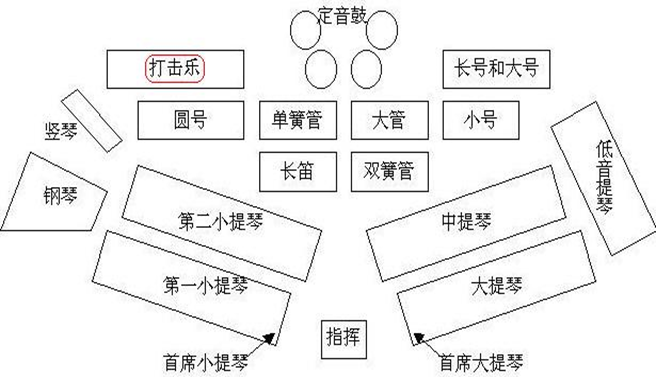 定音鼓
打击乐
长号和大号
圆号
单簧管
大管
小号
竖琴
长笛
双簧管
低音提琴
钢琴
第二小提琴
中提琴
第一小提琴
大提琴
指挥
首席小提琴
首席大提琴